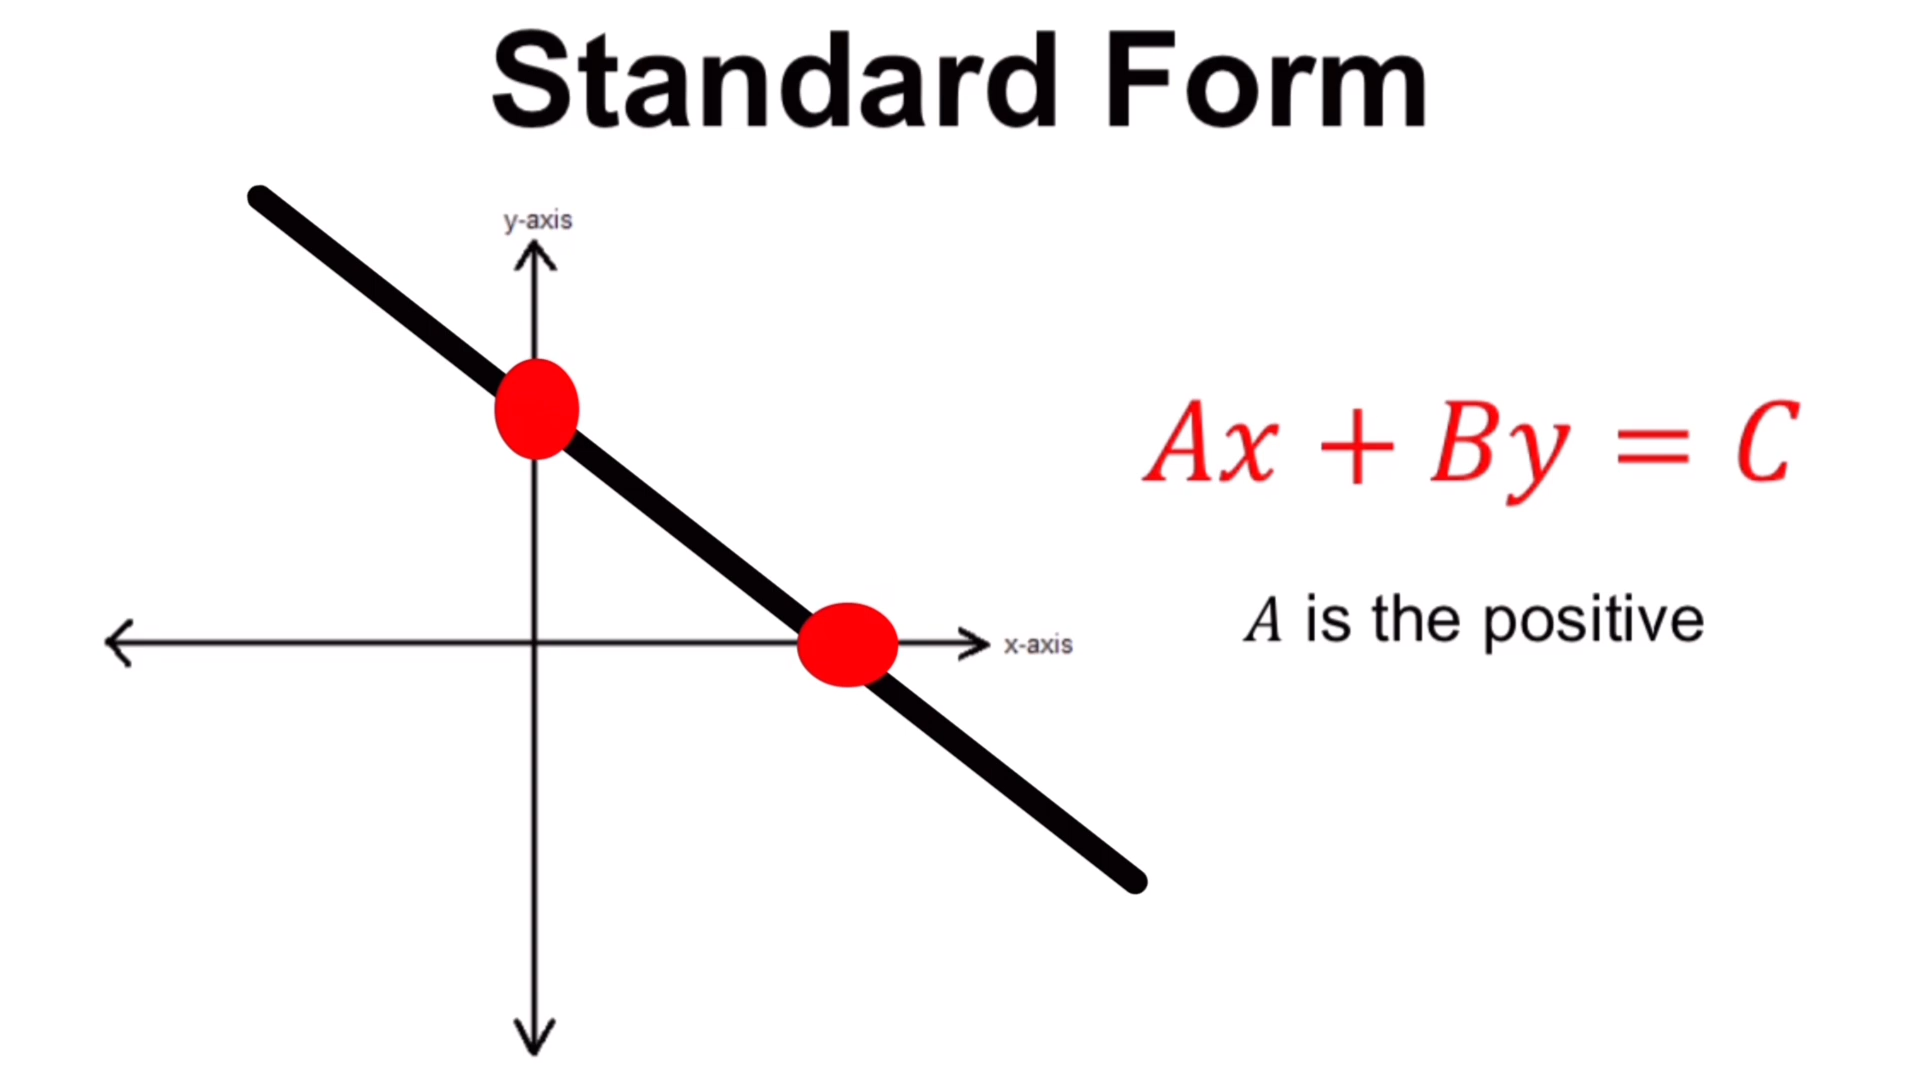 Standard Form
y-axis
Ax + By = C
A is the positive
x-axis